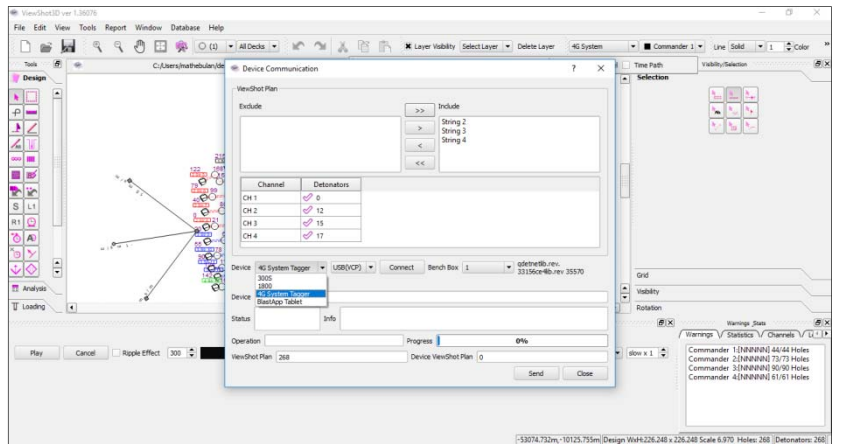 ViewShot3D ver 1.36076
File Edit View Tools Report Window Database Help
(1) All Decks Layer Visibility Select Layer Delete Layer 4G System Commander 1 Line Solid 1 Color
Tools
C:/Users/mathebulan/de
Time Path
Visibility/Selection
Design
Selection
S L1
R1
Analysis
Loading
Device Communication
ViewShot Plan
Exclude
Include
>>
>
<
<<
String 2
String 3
String 4
Channel Detonators
CH 1 0
CH 2 12
CH 3 15
CH 4 17
Device 4G System Tagger USB(VCP) Connect Bench Box 1 qdetnetlib.rev.
33156ce4lib.rev 35570
300S
1800
4G System Tagger
BlastApp Tablet
Device
Status Info
Operation Progress 0%
ViewShot Plan 268 Device ViewShot Plan 0
Send Close
Grid
Visibility
Rotation
Warnings ,Stats
Warnings Statistics Channels
Commander 1:[NNNNN] 44/44 Holes
Commander 2:[NNNNN] 73/73 Holes
Commander 3:[NNNNN] 90/90 Holes
Commander 4:[NNNNN] 61/61 Holes
Play Cancel Ripple Effect 300 slow x 1
-53074.732m,-10125.755m Design WxH:226.248 x 226.248 Scale 6.970 Holes: 268 Detonators: 268